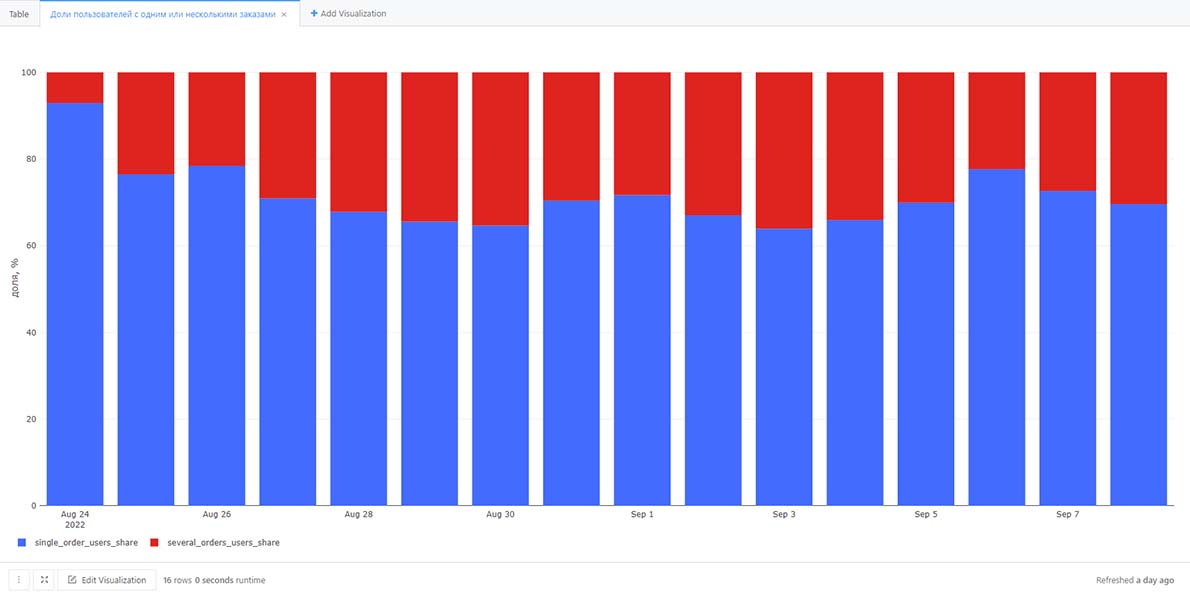 Table
Доли пользователей с одним или несколькими заказами ×
+ Add Visualization
100
80
60
40
20
0
доля, %
Aug 24
2022
Aug 26
Aug 28
Aug 30
Sep 1
Sep 3
Sep 5
Sep 7
single_order_users_share
several_orders_users_share
Edit Visualization
16 rows 0 seconds runtime
Refreshed a day ago